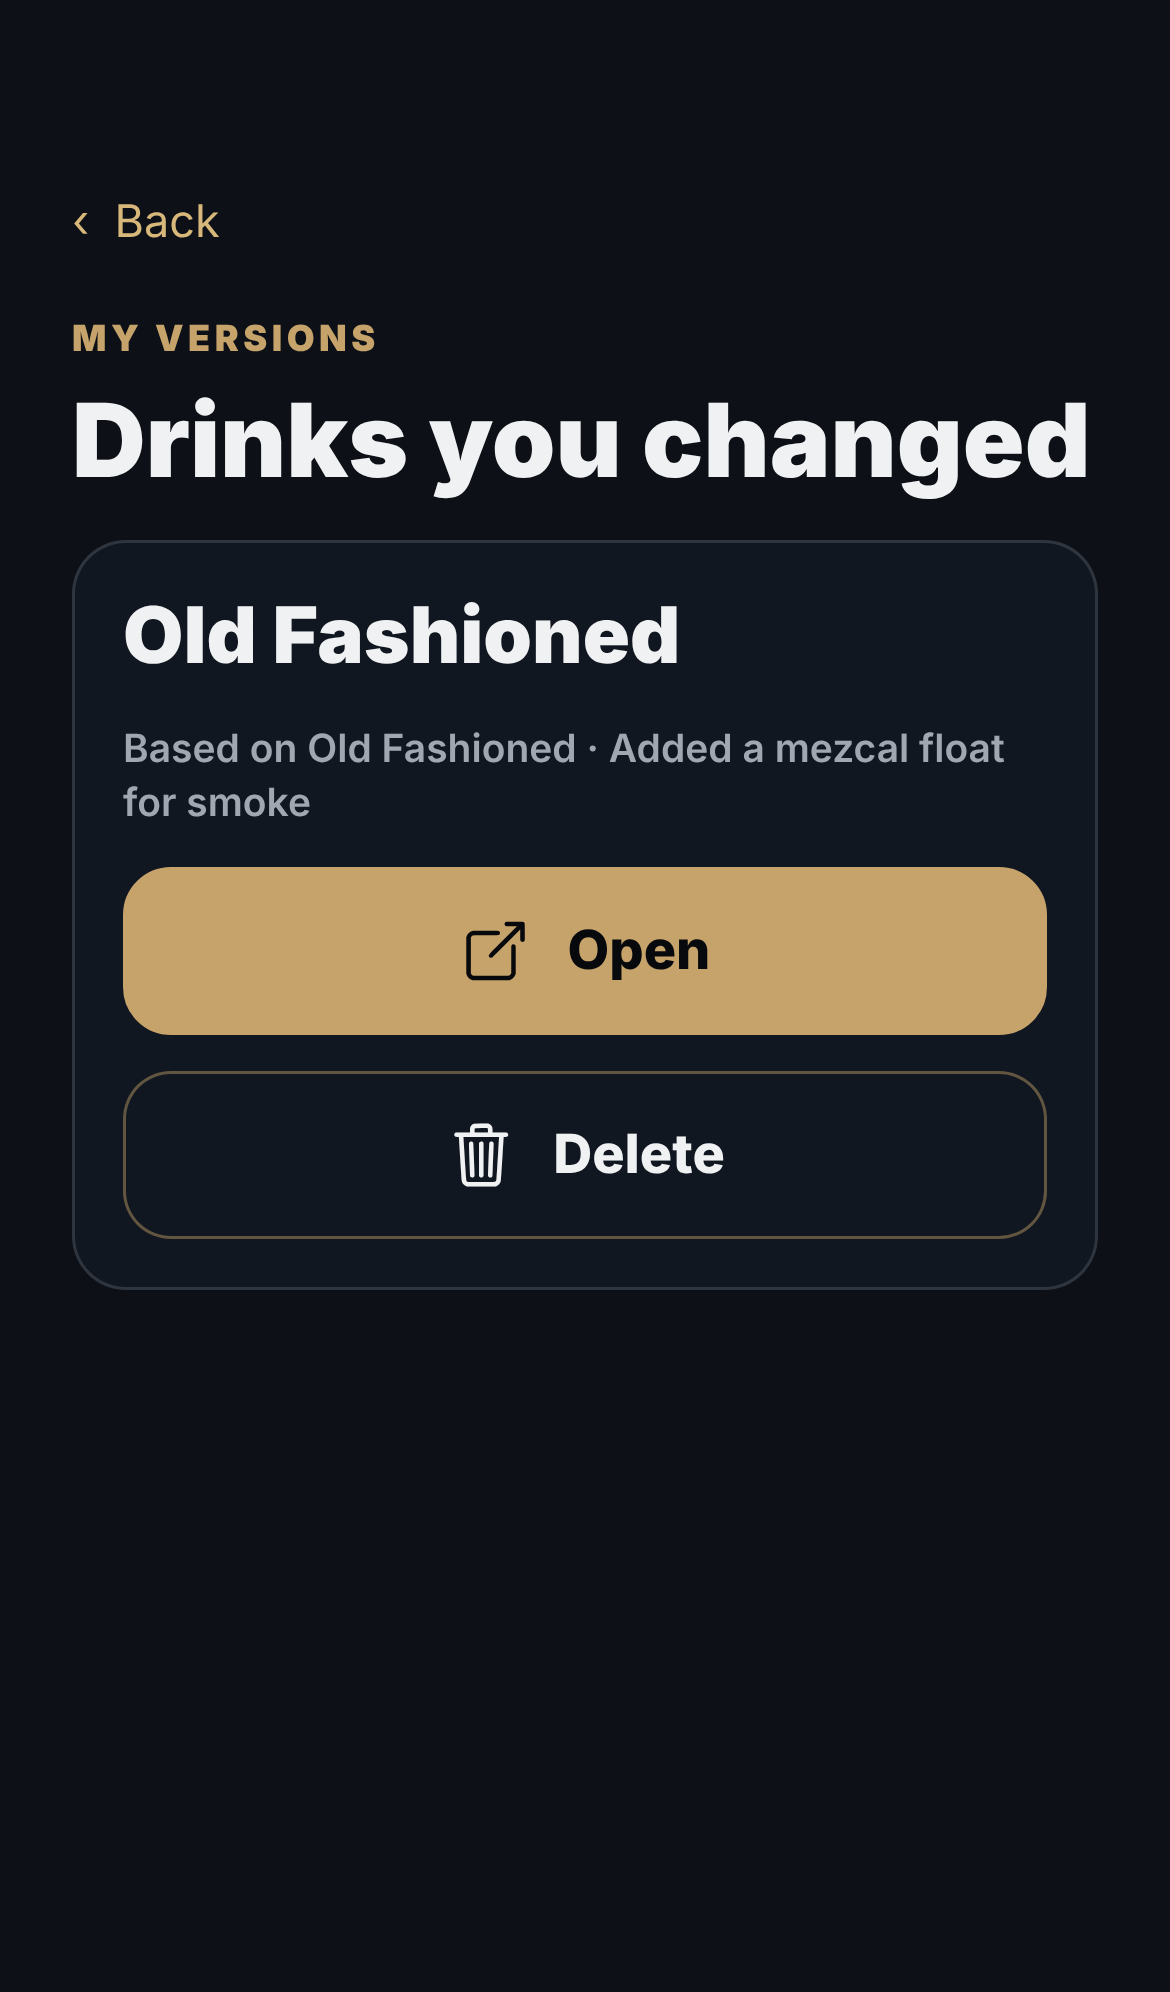 ‹ Back
MY VERSIONS
Drinks you changed
Old Fashioned
Based on Old Fashioned · Added a mezcal float
for smoke
Open
Delete